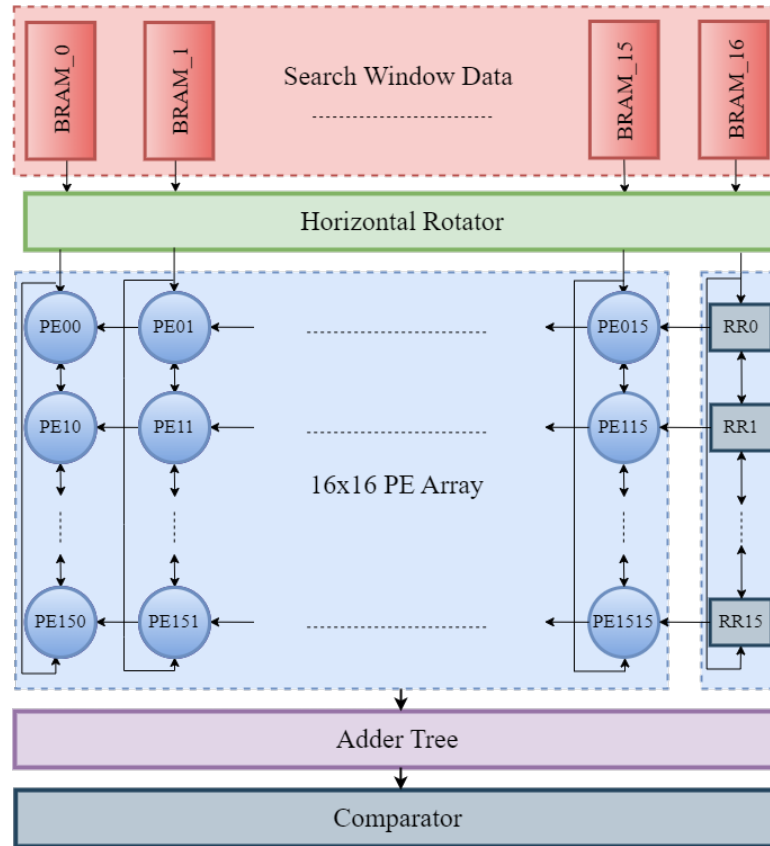 BRAM_0
BRAM_1
Search Window Data
BRAM_15
BRAM_16
Horizontal Rotator
PE00
PE01
PE015
RR0
PE10
PE11
PE115
RR1
16x16 PE Array
PE150
PE151
PE1515
RR15
Adder Tree
Comparator